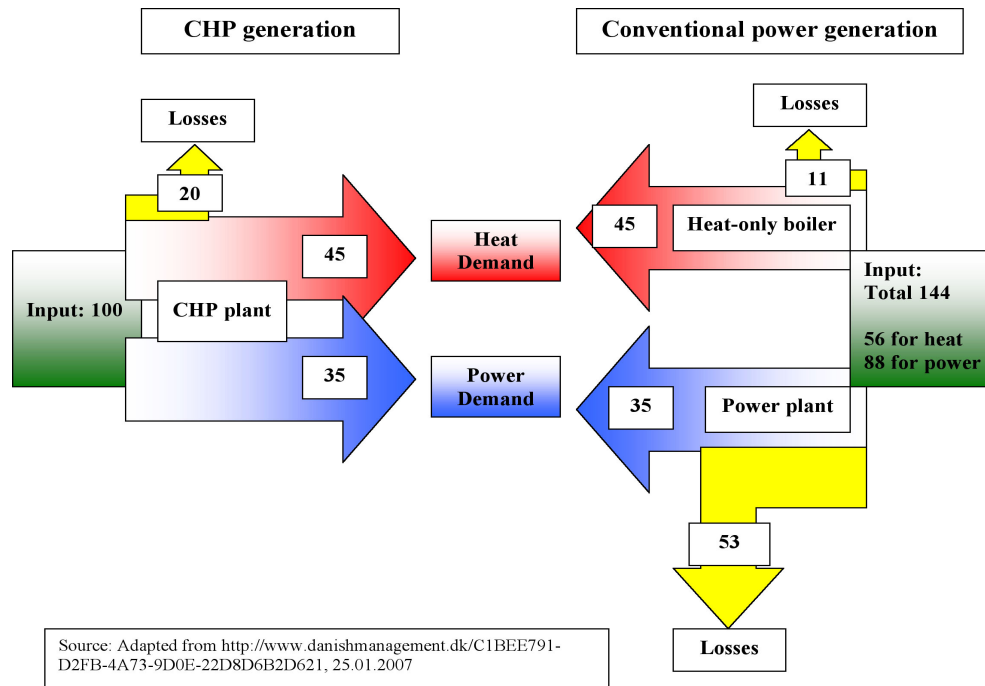 CHP generation
Conventional power generation
Losses
20
Losses
11
45
Heat
Demand
45
Heat-only boiler
Input: 100
CHP plant
Input:
Total 144
56 for heat
88 for power
35
Power
Demand
35
Power plant
53
Losses
Source: Adapted from http://www.danishmanagement.dk/C1BEE791-
D2FB-4A73-9D0E-22D8D6B2D621, 25.01.2007